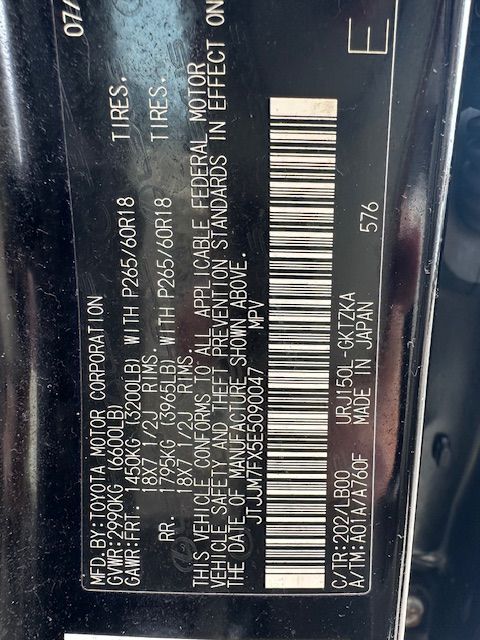 MFD.BY:TOYOTA MOTOR CORPORATION 07/
GVWR:2990KG (6600LB)
GAWR:FRT. 1450KG (3200LB) WITH P265/60R18 TIRES.
18X7 1/2J RIMS.
RR. 1795KG (3965LB) WITH P265/60R18 TIRES.
18X7 1/2J RIMS.
THIS VEHICLE CONFORMS TO ALL APPLICABLE FEDERAL MOTOR
VEHICLE SAFETY AND THEFT PREVENTION STANDARDS IN EFFECT ON
THE DATE OF MANUFACTURE SHOWN ABOVE.
JTJJM7FX5E5090047 MPV
C/TR:202/LB00 URJ150L-GKTZKA E
A/TM:A01A/A760F MADE IN JAPAN 576